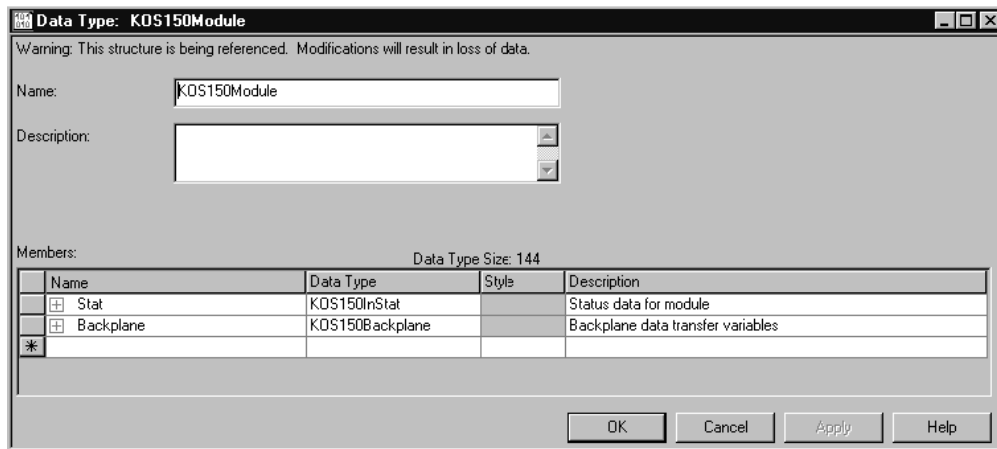 Data Type: KOS150Module
Warning: This structure is being referenced. Modifications will result in loss of data.
Name:
KOS150Module
Description:
Members:
Data Type Size: 144
Name Data Type Style Description
Stat KOS150InStat Status data for module
Backplane KOS150Backplane Backplane data transfer variables
OK Cancel Apply Help